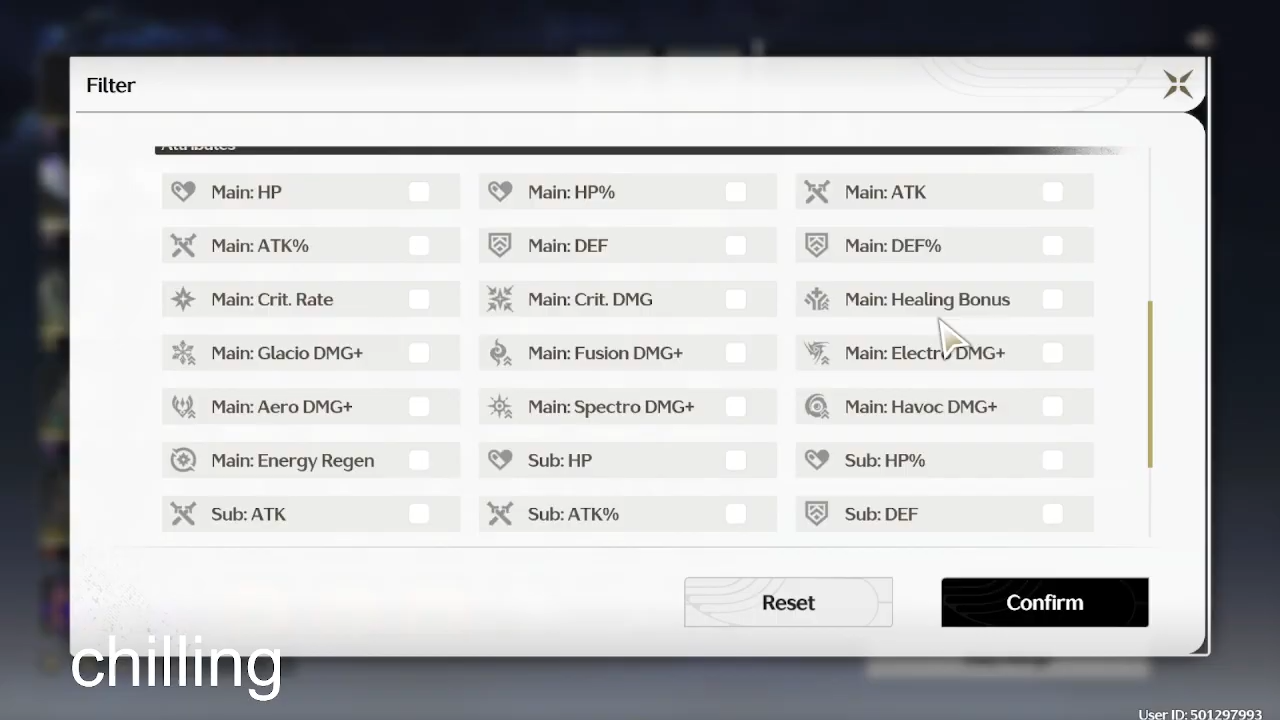 Filter
Attributes
Main: HP
Main: HP%
Main: ATK
Main: ATK%
Main: DEF
Main: DEF%
Main: Crit. Rate
Main: Crit. DMG
Main: Healing Bonus
Main: Glacio DMG+
Main: Fusion DMG+
Main: Electro DMG+
Main: Aero DMG+
Main: Spectro DMG+
Main: Havoc DMG+
Main: Energy Regen
Sub: HP
Sub: HP%
Sub: ATK
Sub: ATK%
Sub: DEF
Reset
Confirm
chilling
User ID: 501297993